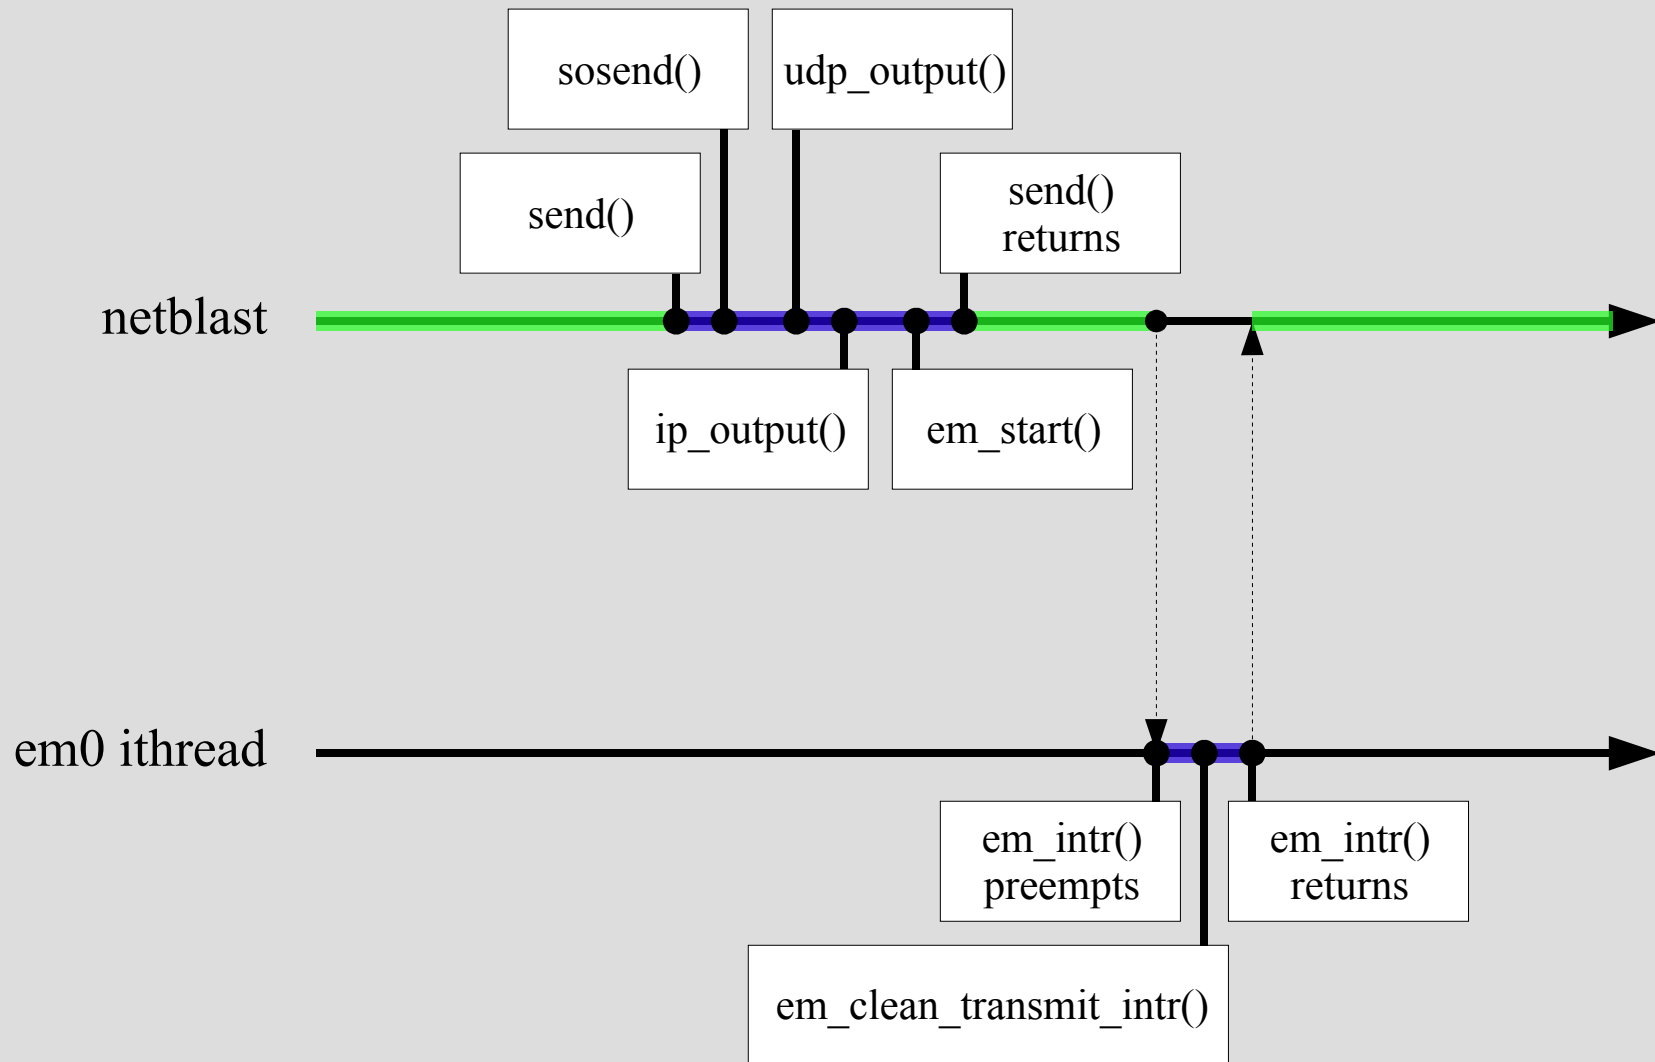 sosend()
udp_output()
send()
send()
returns
netblast
ip_output()
em_start()
em0 ithread
em_intr()
preempts
em_intr()
returns
em_clean_transmit_intr()